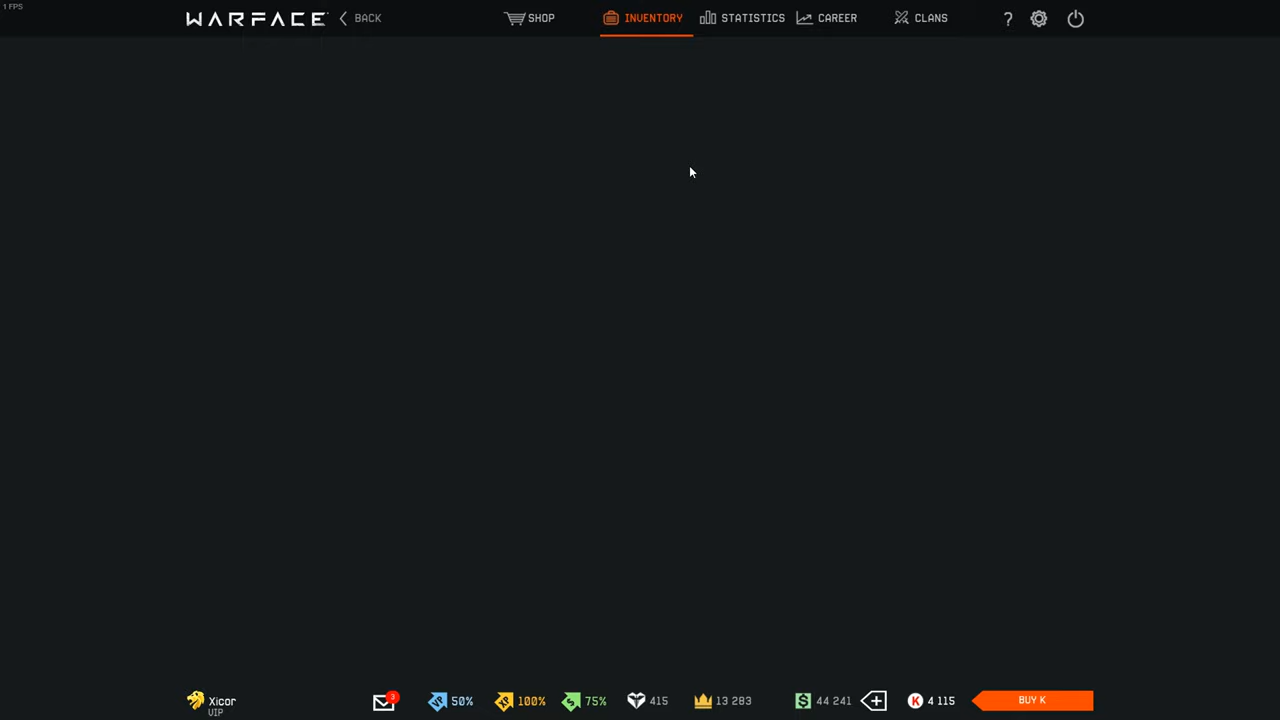 1 FPS
WARFACE BACK SHOP INVENTORY STATISTICS CAREER CLANS ?
Xicor
VIP
3
50% 100% 75% 415 13 283 44 241 K 4 115 BUY K